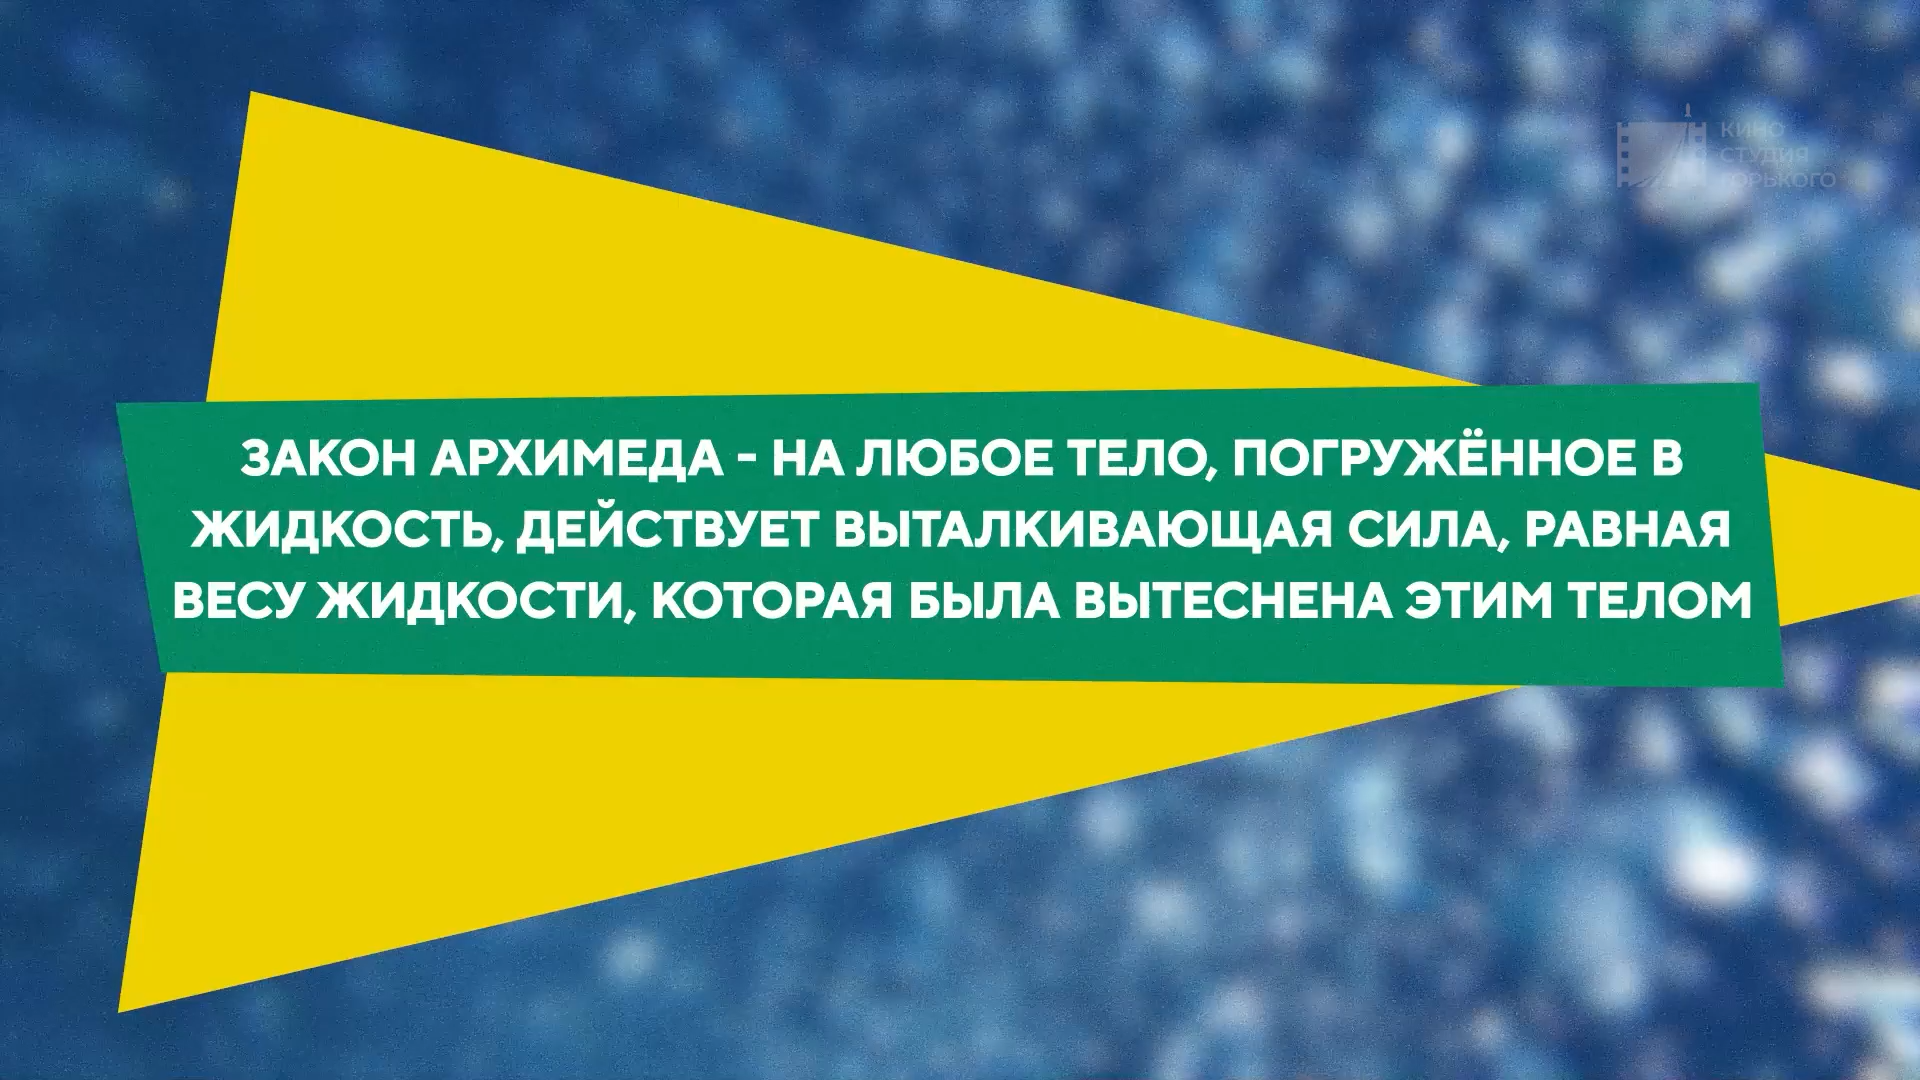 КИНО
СТУДИЯ
ГОРЬКОГО
ЗАКОН АРХИМЕДА - НА ЛЮБОЕ ТЕЛО, ПОГРУЖЁННОЕ В
ЖИДКОСТЬ, ДЕЙСТВУЕТ ВЫТАЛКИВАЮЩАЯ СИЛА, РАВНАЯ
ВЕСУ ЖИДКОСТИ, КОТОРАЯ БЫЛА ВЫТЕСНЕНА ЭТИМ ТЕЛОМ